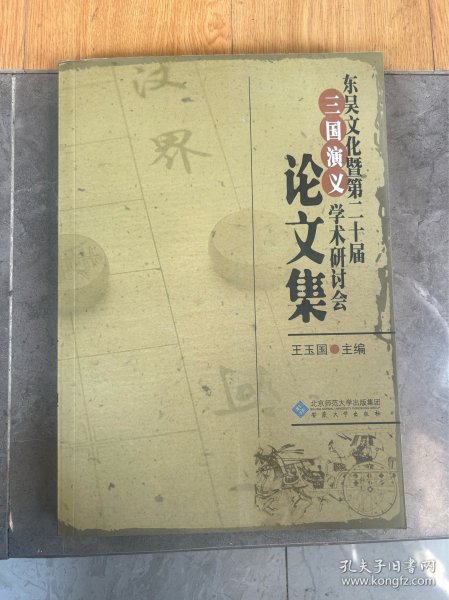 东吴文化暨第二十届
三国演义
学术研讨会
论文集
王玉国 主编
北京师范大学出版集团
安徽大学出版社
汉界
孔夫子旧书网
www.kongfz.com